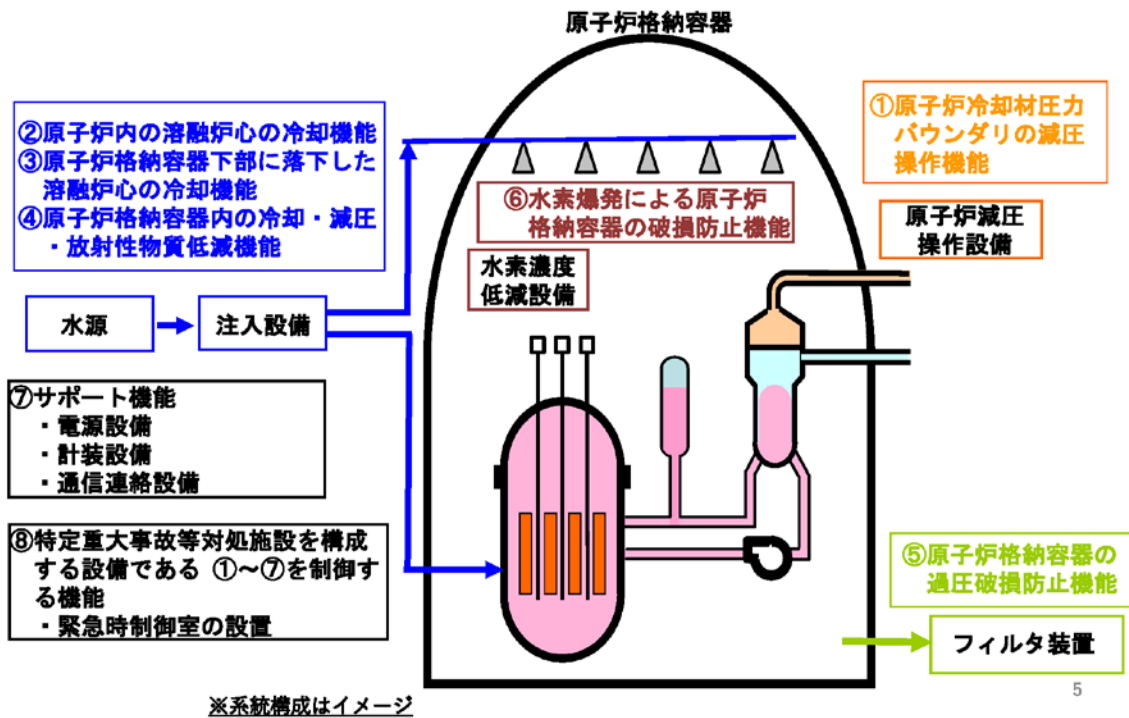 原子炉格納容器
②原子炉内の溶融炉心の冷却機能
③原子炉格納容器下部に落下した
溶融炉心の冷却機能
④原子炉格納容器内の冷却・減圧
・放射性物質低減機能
①原子炉冷却材圧力
バウンダリの減圧
操作機能
⑥水素爆発による原子炉
格納容器の破損防止機能
原子炉減圧
操作設備
水素濃度
低減設備
水源
注入設備
⑦サポート機能
・電源設備
・計装設備
・通信連絡設備
⑧特定重大事故等対処施設を構成
する設備である ①～⑦を制御す
る機能
・緊急時制御室の設置
⑤原子炉格納容器の
過圧破損防止機能
フィルタ装置
※系統構成はイメージ
5